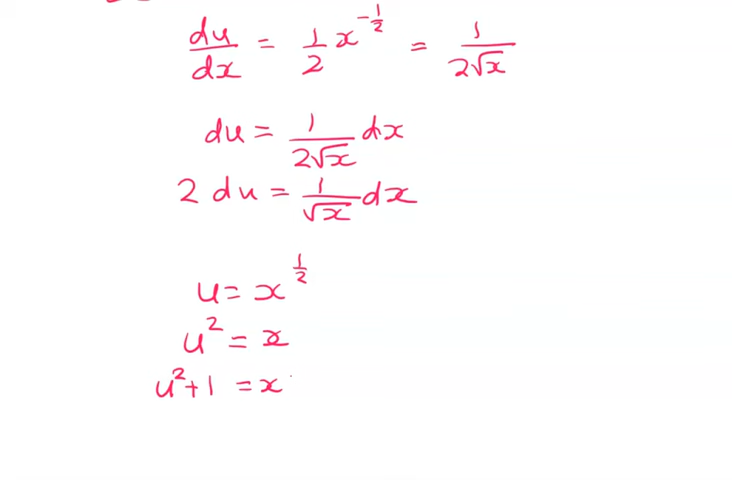 du/dx = 1/2 x^(-1/2) = 1/(2√x)
du = 1/(2√x) dx
2 du = 1/√x dx
u = x^(1/2)
u² = x
u² + 1 = x